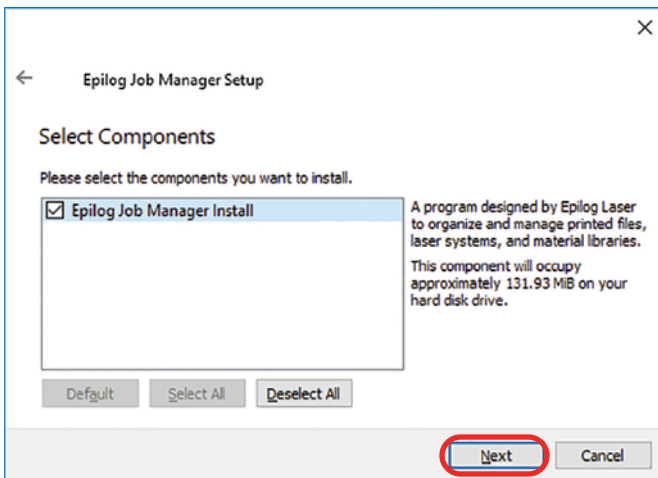 Epilog Job Manager Setup
Select Components
Please select the components you want to install.
Epilog Job Manager Install
A program designed by Epilog Laser
to organize and manage printed files,
laser systems, and material libraries.
This component will occupy
approximately 131.93 MiB on your
hard disk drive.
Default Select All Deselect All
Next Cancel